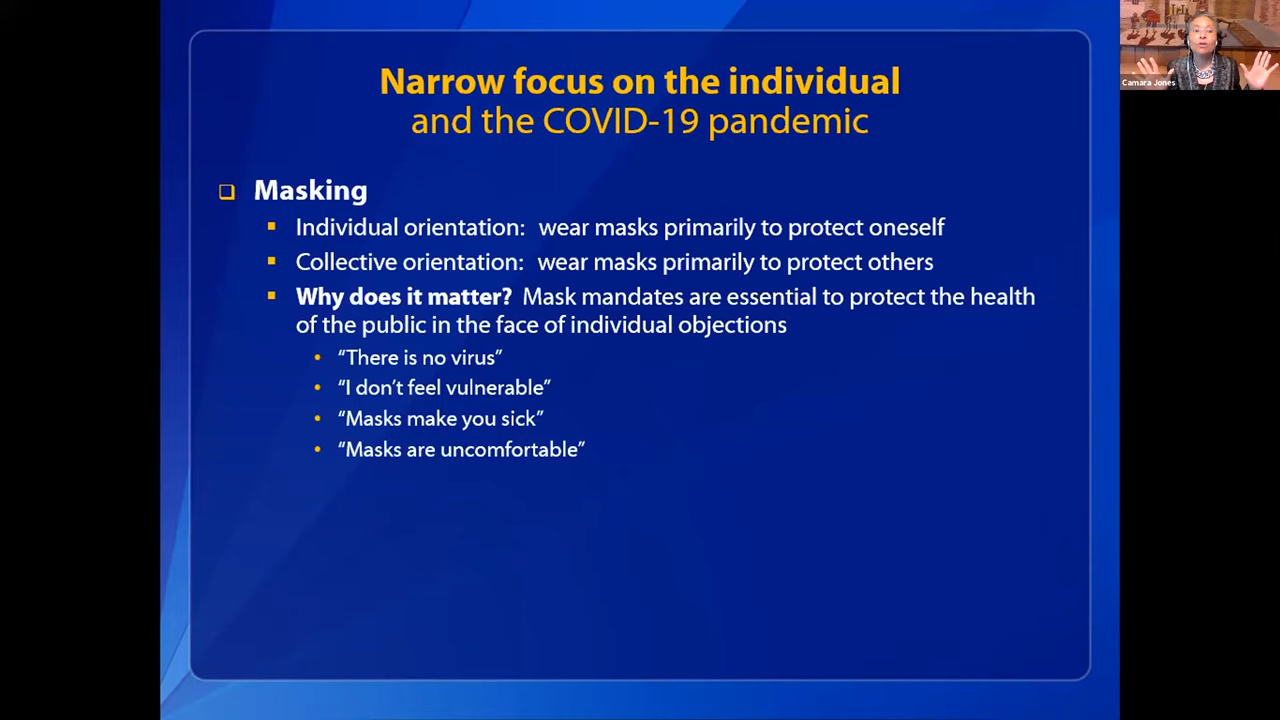 Narrow focus on the individual
and the COVID-19 pandemic
Masking
Individual orientation: wear masks primarily to protect oneself
Collective orientation: wear masks primarily to protect others
Why does it matter? Mask mandates are essential to protect the health
of the public in the face of individual objections
“There is no virus”
“I don’t feel vulnerable”
“Masks make you sick”
“Masks are uncomfortable”
Camara Jones